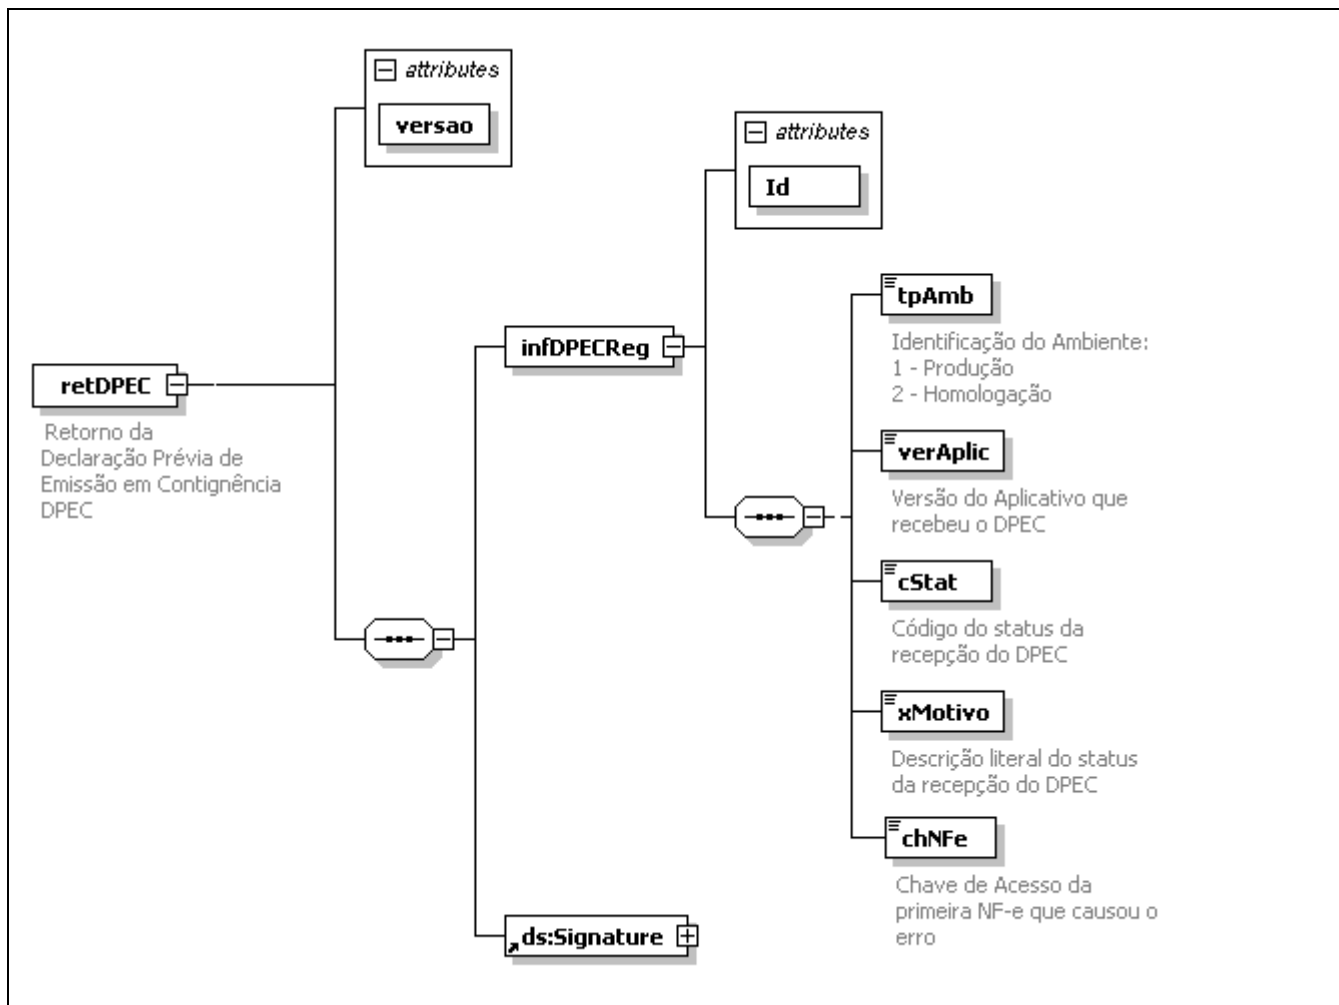 attributes
versao
attributes
Id
tpAmb
Identificação do Ambiente:
1 - Produção
2 - Homologação
infDPECReg
retDPEC
Retorno da
Declaração Prévia de
Emissão em Contignência
DPEC
verAplic
Versão do Aplicativo que
recebeu o DPEC
cStat
Código do status da
recepção do DPEC
xMotivo
Descrição literal do status
da recepção do DPEC
chNFe
Chave de Acesso da
primeira NF-e que causou o
erro
ds:Signature